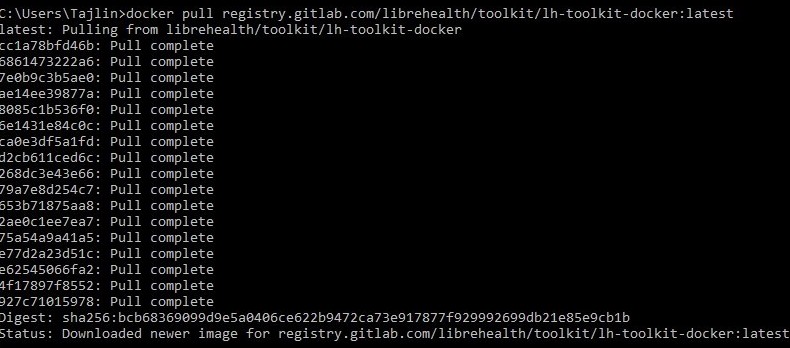 C:\Users\Tajlin>docker pull registry.gitlab.com/librehealth/toolkit/lh-toolkit-docker:latest
latest: Pulling from librehealth/toolkit/lh-toolkit-docker
cc1a78bfd46b: Pull complete
6861473222a6: Pull complete
7e0b9c3b5ae0: Pull complete
ae14ee39877a: Pull complete
8085c1b536f0: Pull complete
6e1431e84c0c: Pull complete
ca0e3df5a1fd: Pull complete
d2cb611ced6c: Pull complete
268dc3e43e66: Pull complete
79a7e8d254c7: Pull complete
653b71875aa8: Pull complete
2ae0c1ee7ea7: Pull complete
75a54a9a41a5: Pull complete
e77d2a23d51c: Pull complete
e62545066fa2: Pull complete
4f17897f8552: Pull complete
927c71015978: Pull complete
Digest: sha256:bcb68369099d9e5a0406ce622b9472ca73e917877f929992699db21e85e9cb1b
Status: Downloaded newer image for registry.gitlab.com/librehealth/toolkit/lh-toolkit-docker:latest